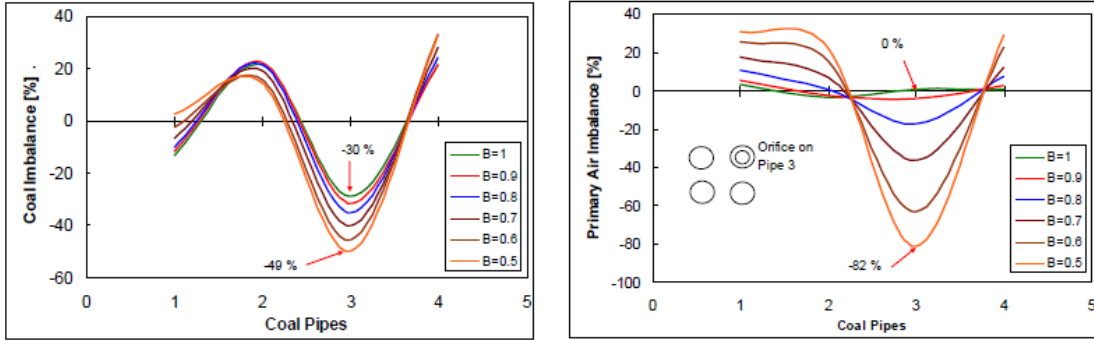 Coal Imbalance [%] .
40
20
0
-20
-40
-60
-30 %
-49 %
B=1
B=0.9
B=0.8
B=0.7
B=0.6
B=0.5
0 1 2 3 4 5
Coal Pipes
Primary Air Imbalance [%]
40
20
0
-20
-40
-60
-80
-100
0 %
Orifice on
Pipe 3
-82 %
B=1
B=0.9
B=0.8
B=0.7
B=0.6
B=0.5
0 1 2 3 4 5
Coal Pipes